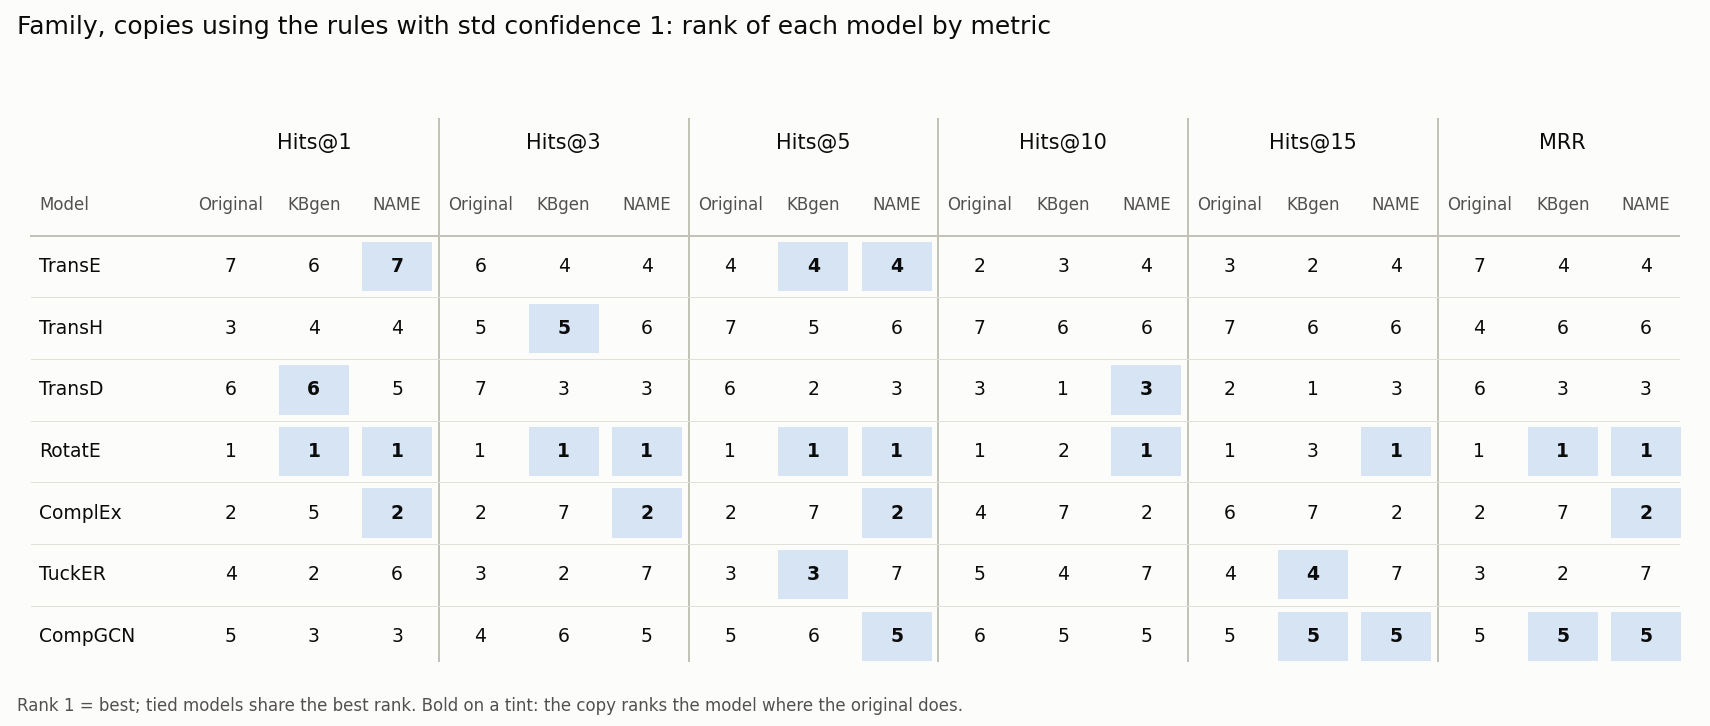 Family, copies using the rules with std confidence 1: rank of each model by metric
Hits@1 Hits@3 Hits@5 Hits@10 Hits@15 MRR
Model Original KBgen NAME Original KBgen NAME Original KBgen NAME Original KBgen NAME Original KBgen NAME Original KBgen NAME
TransE 7 6 7 6 4 4 4 4 4 2 3 4 3 2 4 7 4 4
TransH 3 4 4 5 5 6 7 5 6 7 6 6 7 6 6 4 6 6
TransD 6 6 5 7 3 3 6 2 3 3 1 3 2 1 3 6 3 3
RotatE 1 1 1 1 1 1 1 1 1 1 2 1 1 3 1 1 1 1
ComplEx 2 5 2 2 7 2 2 7 2 4 7 2 6 7 2 2 7 2
TuckER 4 2 6 3 2 7 3 3 7 5 4 7 4 4 7 3 2 7
CompGCN 5 3 3 4 6 5 5 6 5 6 5 5 5 5 5 5 5 5
Rank 1 = best; tied models share the best rank. Bold on a tint: the copy ranks the model where the original does.